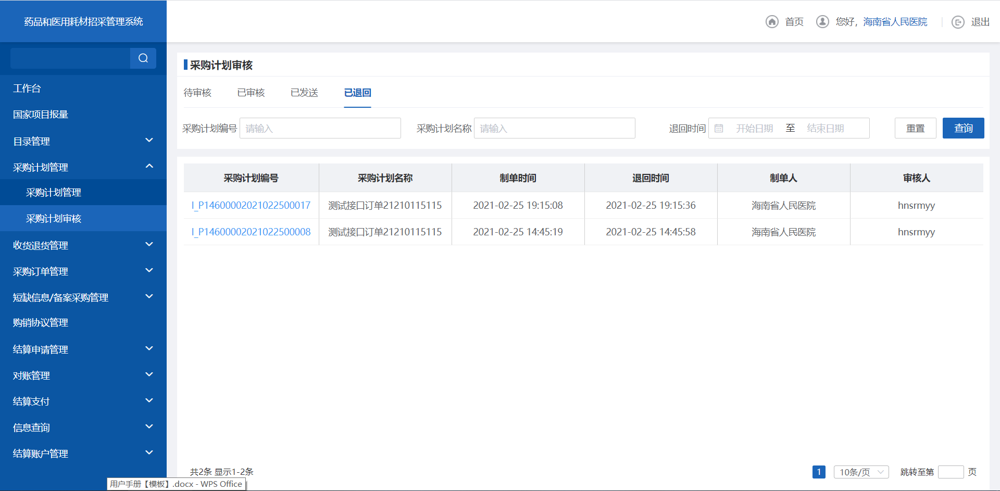 药品和医用耗材招采管理系统
首页
您好，海南省人民医院
退出
工作台
国家项目报量
目录管理
采购计划管理
采购计划管理
采购计划审核
收货退货管理
采购订单管理
短缺信息/备案采购管理
购销协议管理
结算申请管理
对账管理
结算支付
信息查询
结算账户管理
采购计划审核
待审核 已审核 已发送 已退回
采购计划编号 请输入 采购计划名称 请输入 退回时间 开始日期 至 结束日期 重置 查询
采购计划编号 采购计划名称 制单时间 退回时间 制单人 审核人
I_P14600002021022500017 测试接口订单21210115115 2021-02-25 19:15:08 2021-02-25 19:15:36 海南省人民医院 hnsrmyy
I_P14600002021022500008 测试接口订单21210115115 2021-02-25 14:45:19 2021-02-25 14:45:58 海南省人民医院 hnsrmyy
共2条 显示1-2条
1 10条/页 跳转至第 页
用户手册【模板】.docx - WPS Office